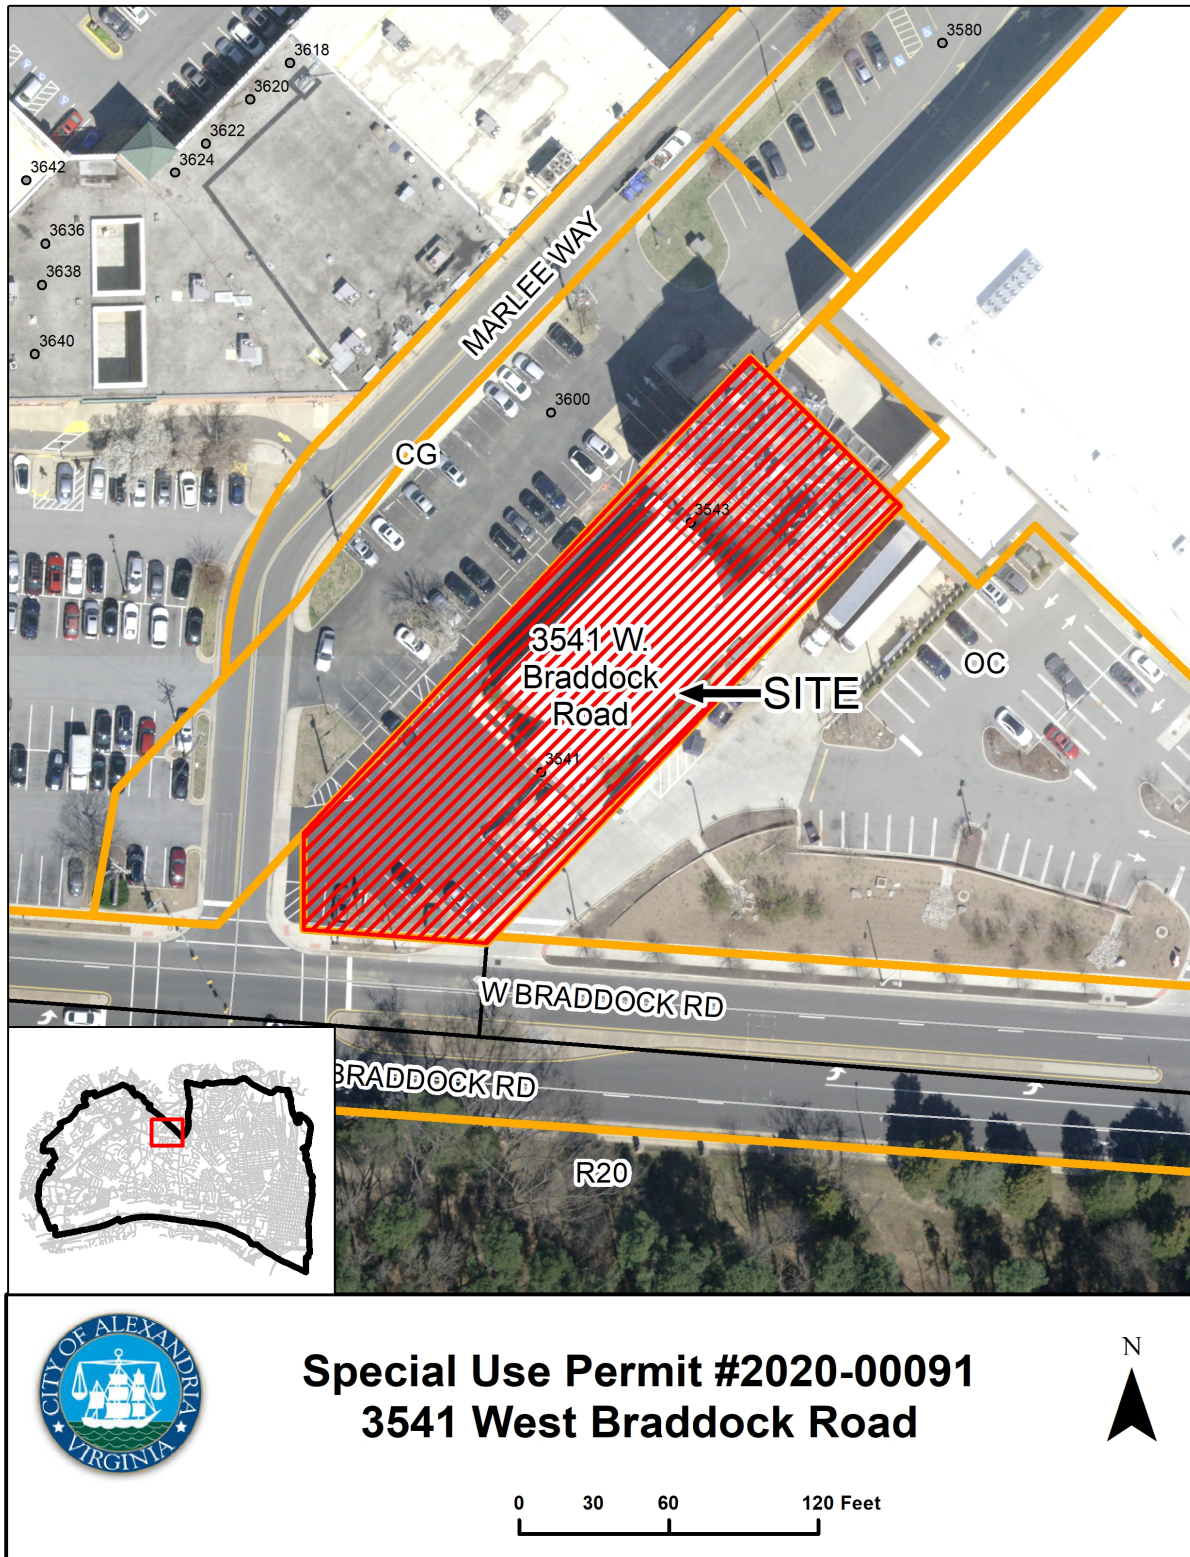 3580
3618
3620
3622
3624
3642
3636
3638
3640
MARLEE WAY
3600
CG
3543
3541 W.
Braddock
Road
SITE
OC
3541
W BRADDOCK RD
BRADDOCK RD
R20
CITY OF ALEXANDRIA
VIRGINIA
Special Use Permit #2020-00091
3541 West Braddock Road
N
0 30 60 120 Feet